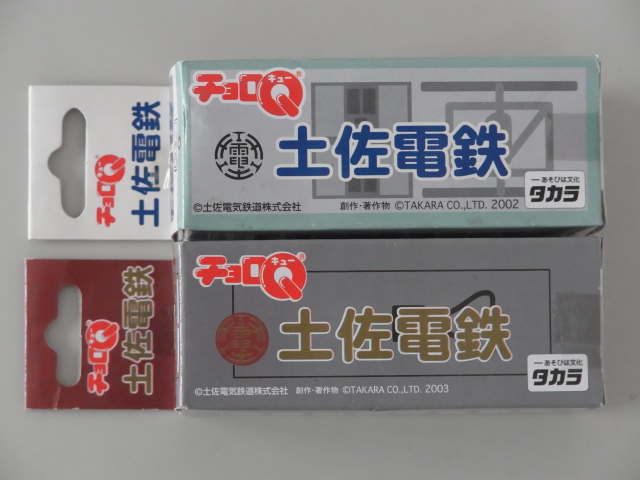 チョロQ キュー ®
土佐電鉄
あそびは文化
タカラ
©土佐電気鉄道株式会社 創作・著作物 ©TAKARA CO.,LTD. 2002
チョロQ
土佐電鉄
チョロQ キュー ®
土佐電鉄
あそびは文化
タカラ
©土佐電気鉄道株式会社 創作・著作物 ©TAKARA CO.,LTD. 2003
チョロQ
土佐電鉄